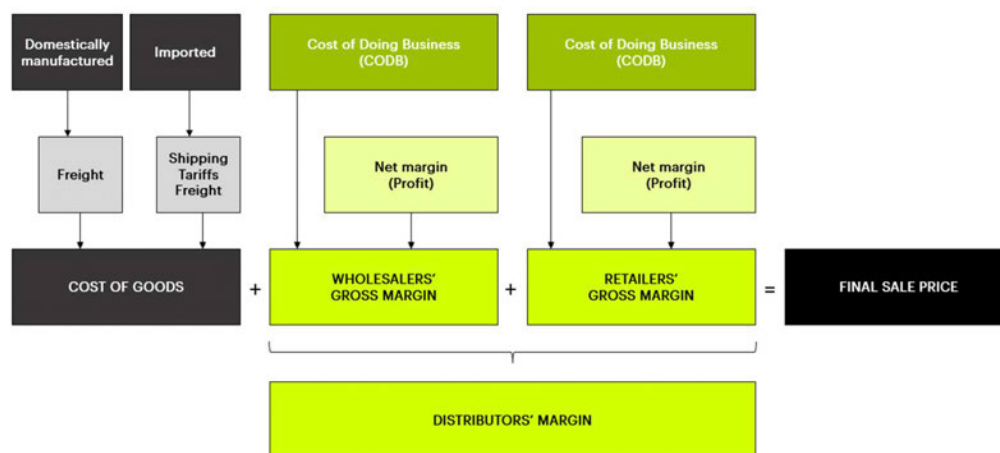 Domestically
manufactured
Imported
Cost of Doing Business
(CODB)
Cost of Doing Business
(CODB)
Freight
Shipping
Tariffs
Freight
Net margin
(Profit)
Net margin
(Profit)
COST OF GOODS
+
WHOLESALERS'
GROSS MARGIN
+
RETAILERS'
GROSS MARGIN
=
FINAL SALE PRICE
DISTRIBUTORS' MARGIN